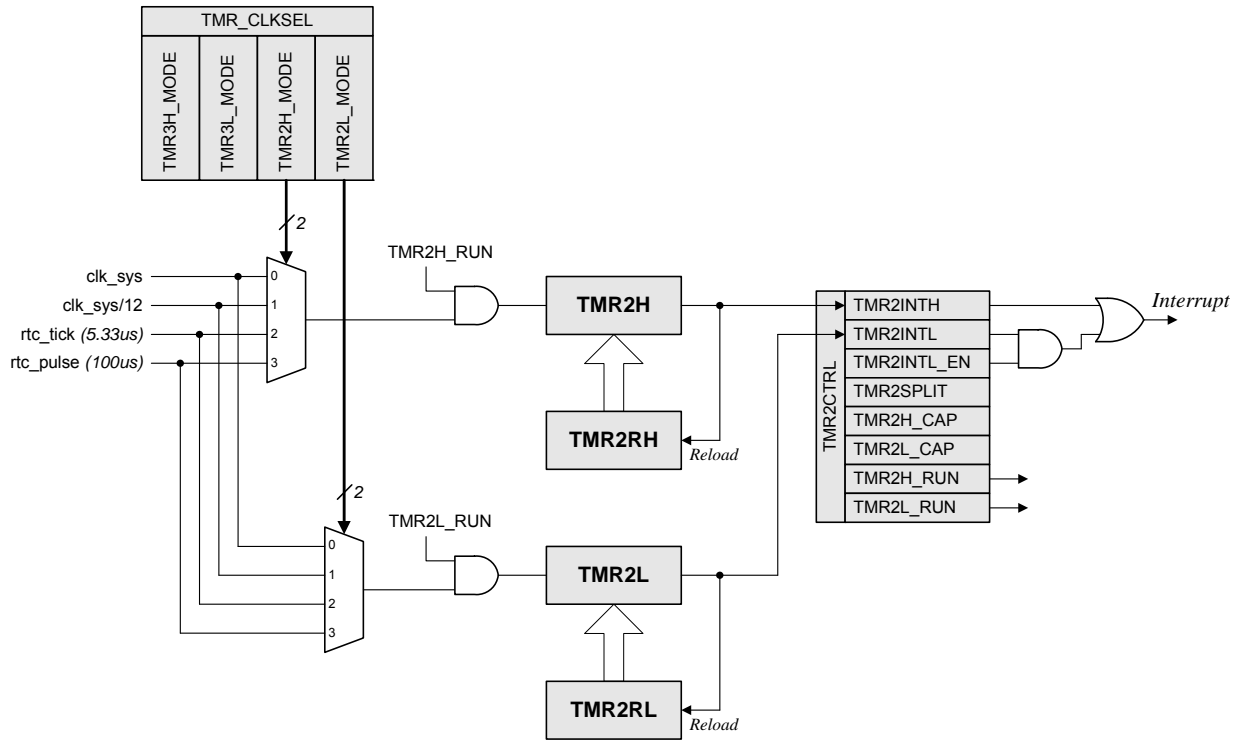 TMR_CLKSEL
TMR3H_MODE
TMR3L_MODE
TMR2H_MODE
TMR2L_MODE
2
TMR2H_RUN
clk_sys
clk_sys/12
rtc_tick (5.33us)
rtc_pulse (100us)
0
1
2
3
TMR2H
TMR2RH
Reload
TMR2CTRL
TMR2INTH
TMR2INTL
TMR2INTL_EN
TMR2SPLIT
TMR2H_CAP
TMR2L_CAP
TMR2H_RUN
TMR2L_RUN
Interrupt
2
TMR2L_RUN
0
1
2
3
TMR2L
TMR2RL
Reload